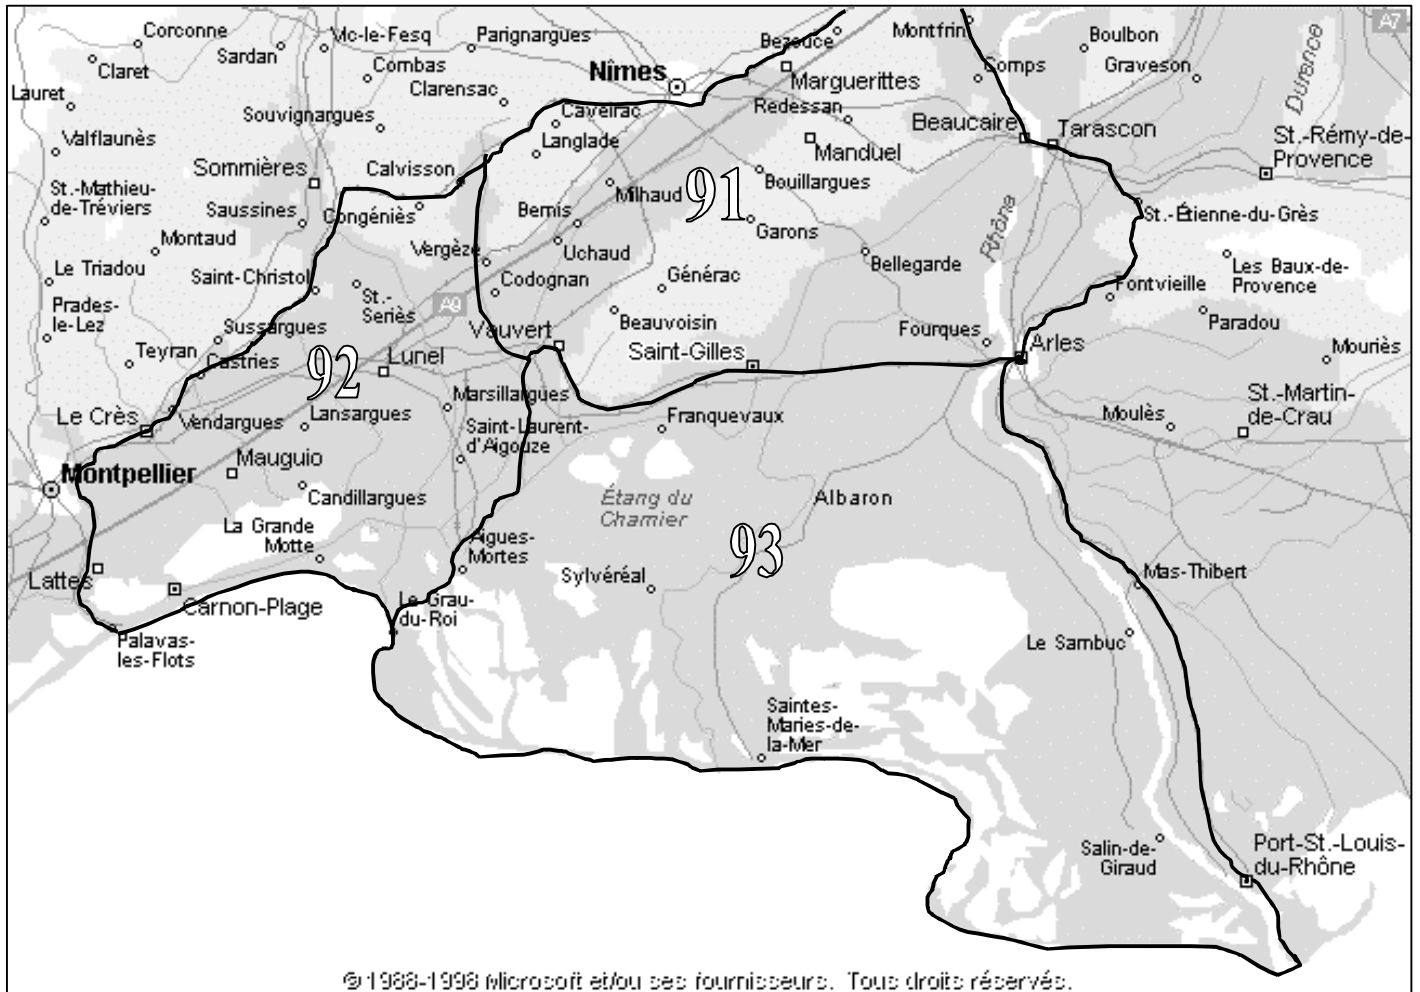 Corconne
Vic-le-Fesq
Parignargues
Sardan
Claret
Combas
Clarensac
Nîmes
Bezouce
Montfrin
Boulbon
A7
Comps
Graveson
Durence
Marguerittes
Lauret
Souvignargues
Caveirac
Redessan
Beaucaire
Tarascon
St.-Rémy-de-
Provence
Valflaunès
Langlade
Manduel
Sommières
Calvisson
Bouillargues
St.-Mathieu-
de-Tréviers
Saussines
Congéniès
Milhaud
91
Bernis
Garons
Rhône
St.-Étienne-du-Grès
Montaud
Vergèze
Uchaud
Le Triadou
Saint-Christol
Codognan
Générac
Bellegarde
Les Baux-de-
Provence
Prades-
le-Lez
St.-
Seriès
A9
Fontvieille
Sussargues
Vauvert
Beauvoisin
Fourques
Paradou
Teyran
Castries
92
Lunel
Saint-Gilles
Arles
Mouriès
Marsillargues
St.-Martin-
de-Crau
Le Crès
Vendargues
Lansargues
Saint-Laurent-
d'Aigouze
Franquevaux
Moulès
Montpellier
Mauguio
Candillargues
Étang du
Charnier
Albaron
La Grande
Motte
Aigues-
Mortes
93
Lattes
Sylvéréal
Mas-Thibert
Carnon-Plage
Le Grau-
du-Roi
Palavas-
les-Flots
Le Sambuc
Saintes-
Maries-de-
la-Mer
Salin-de-
Giraud
Port-St.-Louis-
du-Rhône
© 1988-1998 Microsoft et/ou ses fournisseurs. Tous droits réservés.